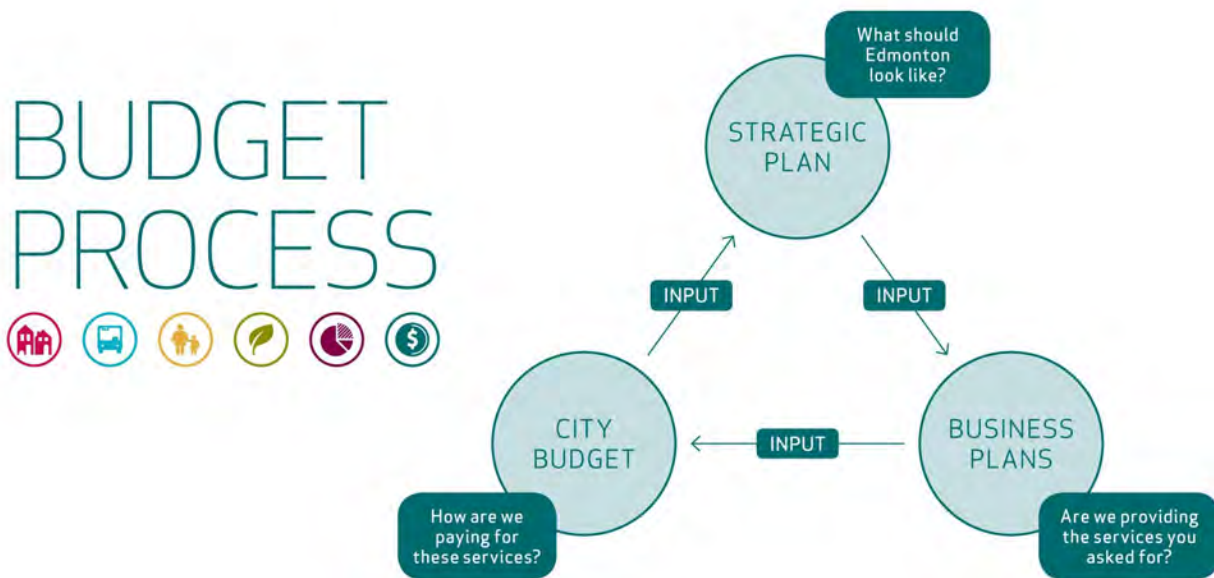 BUDGET
PROCESS
What should
Edmonton
look like?
STRATEGIC
PLAN
INPUT
INPUT
CITY
BUDGET
INPUT
BUSINESS
PLANS
How are we
paying for
these services?
Are we providing
the services you
asked for?
$